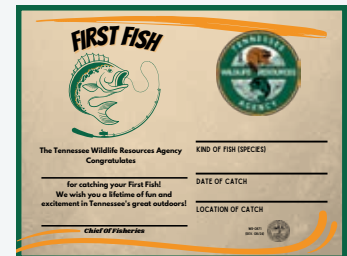 FIRST FISH
TENNESSEE
WILDLIFE RESOURCES
AGENCY
The Tennessee Wildlife Resources Agency
Congratulates
for catching your First Fish!
We wish you a lifetime of fun and
excitement in Tennessee's great outdoors!
Chief Of Fisheries
KIND OF FISH (SPECIES)
DATE OF CATCH
LOCATION OF CATCH